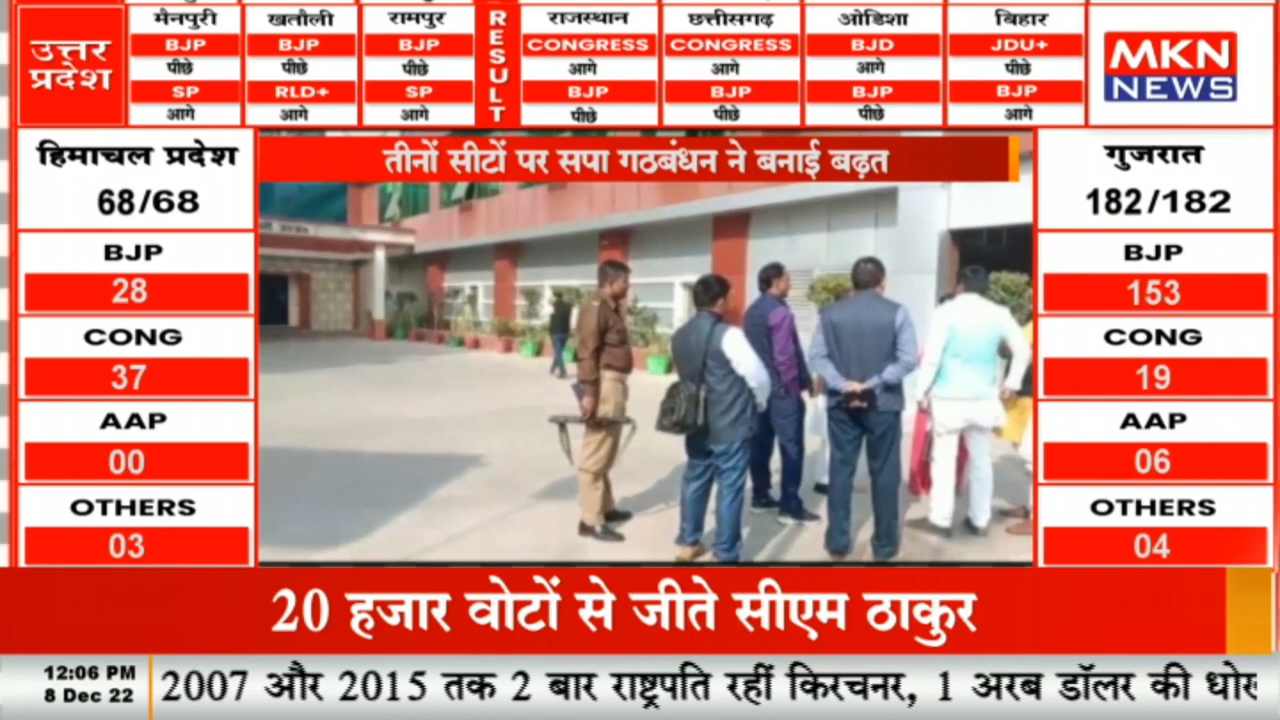 उत्तर प्रदेश
मैनपुरी
BJP
पीछे
SP
आगे
खतौली
BJP
पीछे
RLD+
आगे
रामपुर
BJP
पीछे
SP
आगे
RESULT
राजस्थान
CONGRESS
आगे
BJP
पीछे
छत्तीसगढ़
CONGRESS
आगे
BJP
पीछे
ओडिशा
BJD
आगे
BJP
पीछे
बिहार
JDU+
पीछे
BJP
आगे
MKN
NEWS
हिमाचल प्रदेश
68/68
BJP
28
CONG
37
AAP
00
OTHERS
03
तीनों सीटों पर सपा गठबंधन ने बनाई बढ़त
गुजरात
182/182
BJP
153
CONG
19
AAP
06
OTHERS
04
20 हजार वोटों से जीते सीएम ठाकुर
12:06 PM
8 Dec 22
2007 और 2015 तक 2 बार राष्ट्रपति रहीं किरचनर, 1 अरब डॉलर की